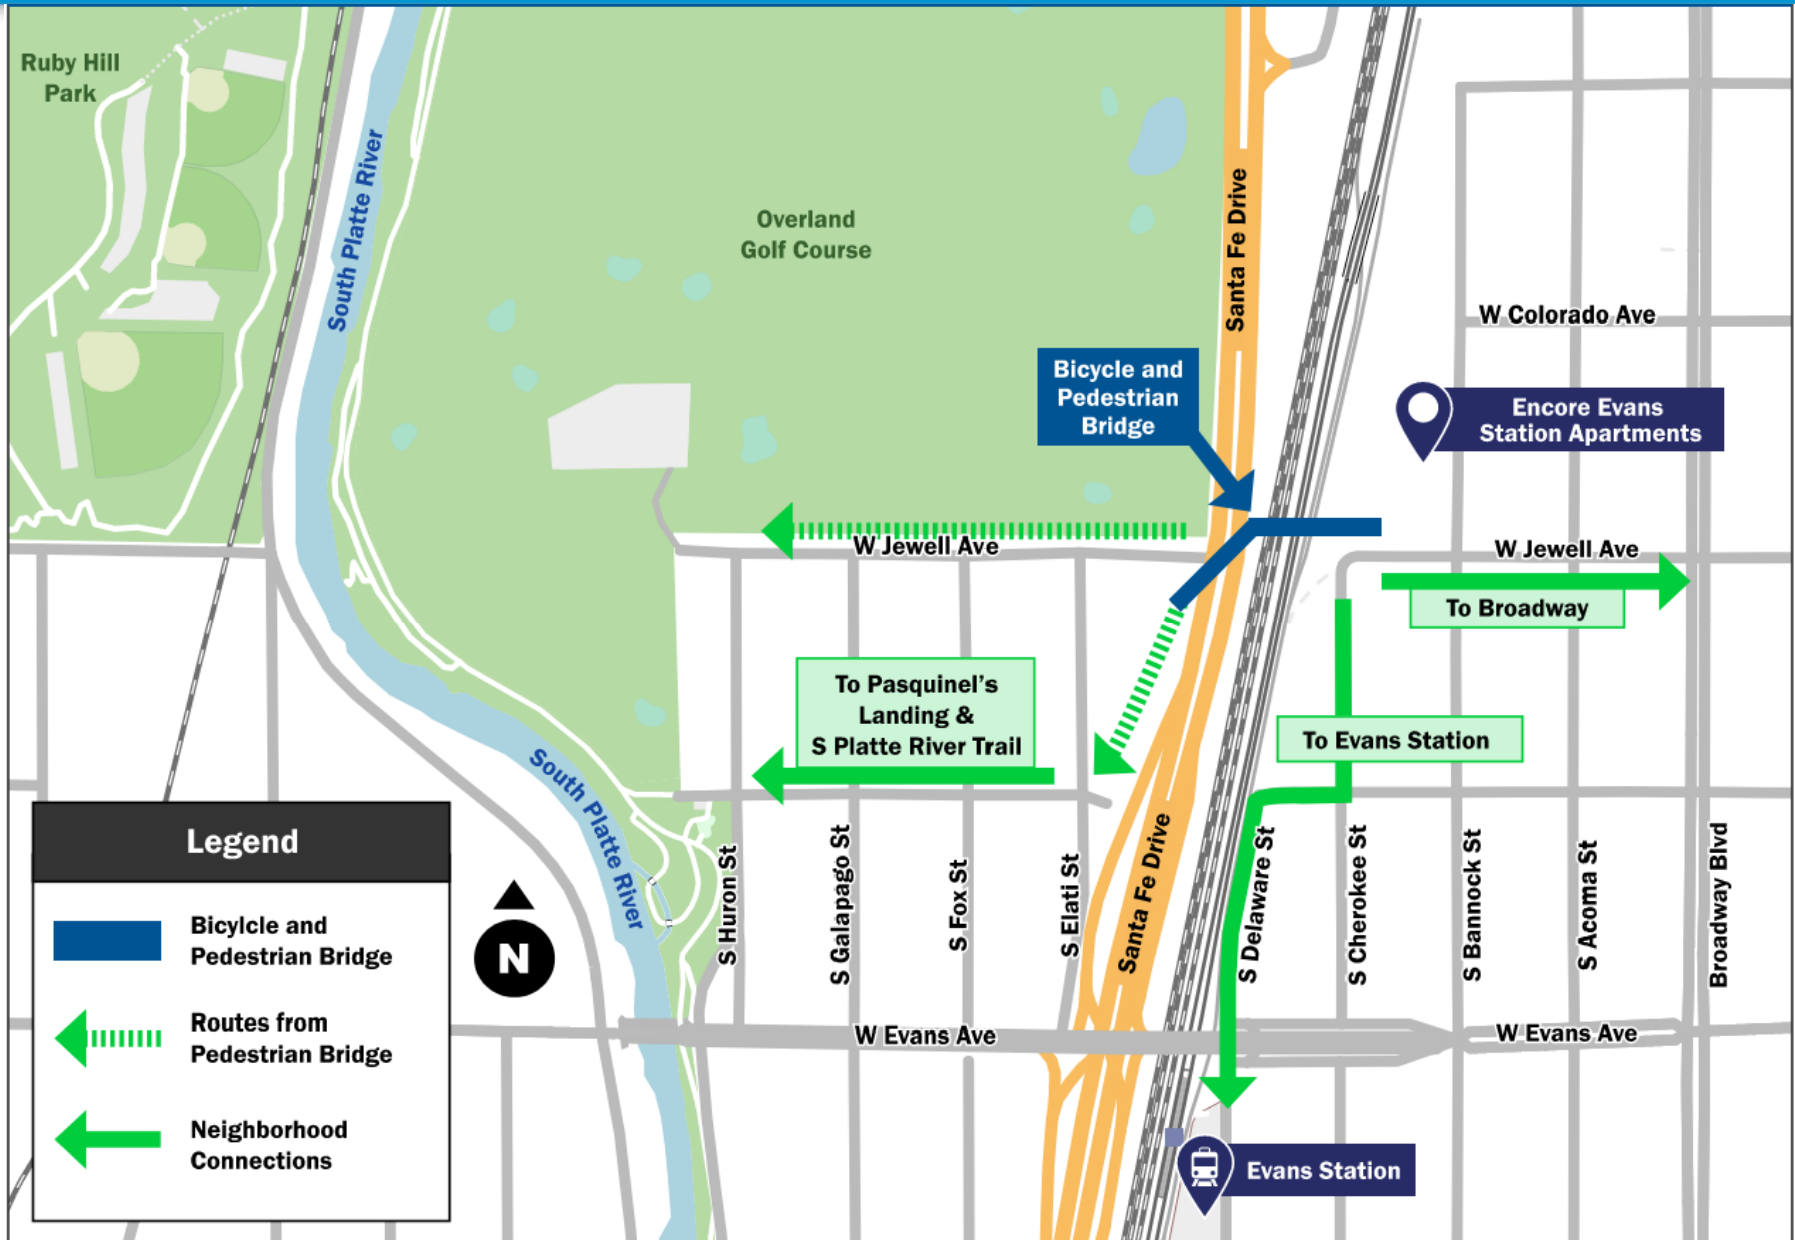 Ruby Hill
Park
South Platte River
Overland
Golf Course
Santa Fe Drive
W Colorado Ave
Bicycle and
Pedestrian
Bridge
Encore Evans
Station Apartments
W Jewell Ave
W Jewell Ave
To Broadway
To Pasquinel's
Landing &
S Platte River Trail
To Evans Station
South Platte River
Santa Fe Drive
S Huron St
S Galapago St
S Fox St
S Elati St
S Delaware St
S Cherokee St
S Bannock St
S Acoma St
Broadway Blvd
W Evans Ave
W Evans Ave
Evans Station
Legend
Bicylcle and
Pedestrian Bridge
Routes from
Pedestrian Bridge
Neighborhood
Connections
N